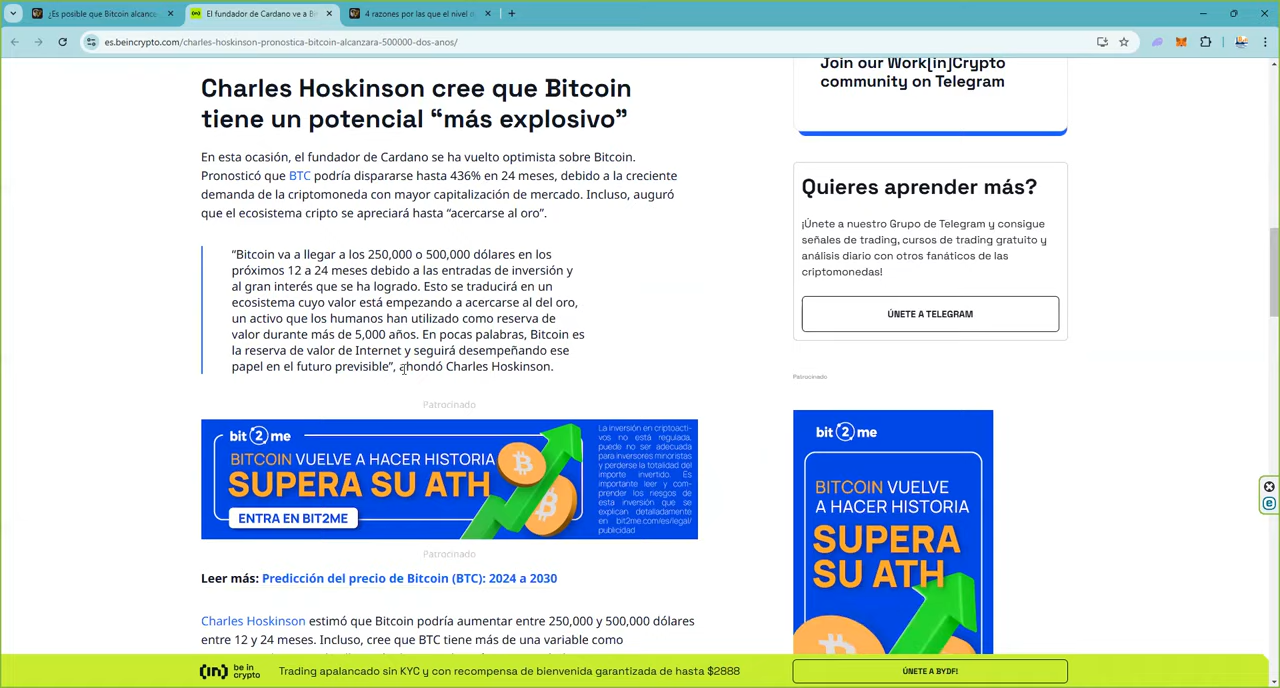 ¿Es posible que Bitcoin alcance
El fundador de Cardano ve a Bi
4 razones por las que el nivel d
es.beincrypto.com/charles-hoskinson-pronostica-bitcoin-alcanzara-500000-dos-anos/
Charles Hoskinson cree que Bitcoin
tiene un potencial “más explosivo”
En esta ocasión, el fundador de Cardano se ha vuelto optimista sobre Bitcoin.
Pronosticó que BTC podría dispararse hasta 436% en 24 meses, debido a la creciente
demanda de la criptomoneda con mayor capitalización de mercado. Incluso, auguró
que el ecosistema cripto se apreciará hasta “acercarse al oro”.
“Bitcoin va a llegar a los 250,000 o 500,000 dólares en los
próximos 12 a 24 meses debido a las entradas de inversión y
al gran interés que se ha logrado. Esto se traducirá en un
ecosistema cuyo valor está empezando a acercarse al del oro,
un activo que los humanos han utilizado como reserva de
valor durante más de 5,000 años. En pocas palabras, Bitcoin es
la reserva de valor de Internet y seguirá desempeñando ese
papel en el futuro previsible”, ahondó Charles Hoskinson.
Patrocinado
bit2me
BITCOIN VUELVE A HACER HISTORIA
SUPERA SU ATH
ENTRA EN BIT2ME
La inversión en criptoacti-
vos no está regulada,
puede no ser adecuada
para inversores minoristas
y perderse la totalidad del
importe invertido. Es
importante leer y com-
prender los riesgos de
esta inversión que se
explican detalladamente
en bit2me.com/es/legal/
publicidad
Patrocinado
Leer más: Predicción del precio de Bitcoin (BTC): 2024 a 2030
Charles Hoskinson estimó que Bitcoin podría aumentar entre 250,000 y 500,000 dólares
entre 12 y 24 meses. Incluso, cree que BTC tiene más de una variable como
Join our Work[in]Crypto
community on Telegram
Quieres aprender más?
¡Únete a nuestro Grupo de Telegram y consigue
señales de trading, cursos de trading gratuito y
análisis diario con otros fanáticos de las
criptomonedas!
ÚNETE A TELEGRAM
Patrocinado
bit2me
BITCOIN VUELVE
A HACER HISTORIA
SUPERA
SU ATH
be in
crypto
Trading apalancado sin KYC y con recompensa de bienvenida garantizada de hasta $2888
ÚNETE A BYDFI